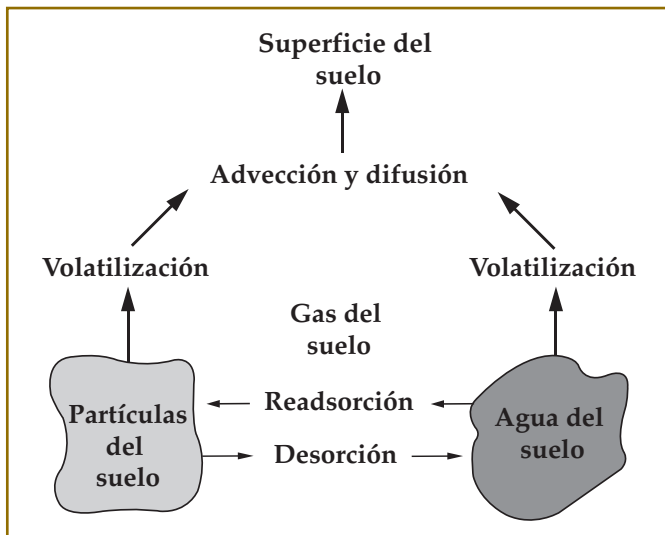 Superficie del
suelo
Advección y difusión
Volatilización
Volatilización
Gas del
suelo
Partículas
del
suelo
Readsorción
Desorción
Agua del
suelo